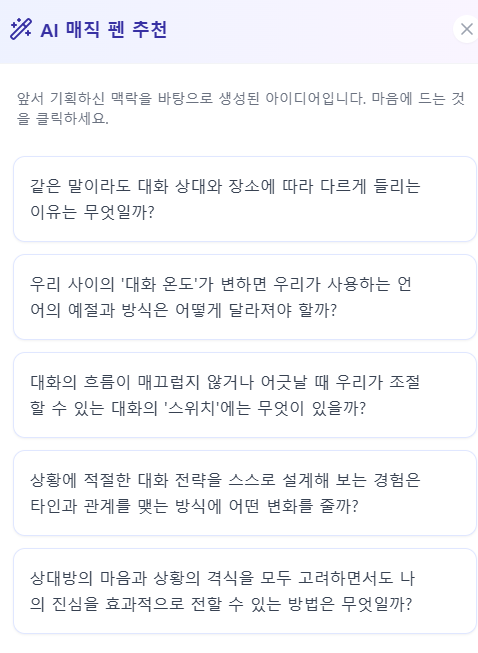 AI 매직 펜 추천
앞서 기획하신 맥락을 바탕으로 생성된 아이디어입니다. 마음에 드는 것
을 클릭하세요.
같은 말이라도 대화 상대와 장소에 따라 다르게 들리는
이유는 무엇일까?
우리 사이의 '대화 온도'가 변하면 우리가 사용하는 언
어의 예절과 방식은 어떻게 달라져야 할까?
대화의 흐름이 매끄럽지 않거나 어긋날 때 우리가 조절
할 수 있는 대화의 '스위치'에는 무엇이 있을까?
상황에 적절한 대화 전략을 스스로 설계해 보는 경험은
타인과 관계를 맺는 방식에 어떤 변화를 줄까?
상대방의 마음과 상황의 격식을 모두 고려하면서도 나
의 진심을 효과적으로 전할 수 있는 방법은 무엇일까?